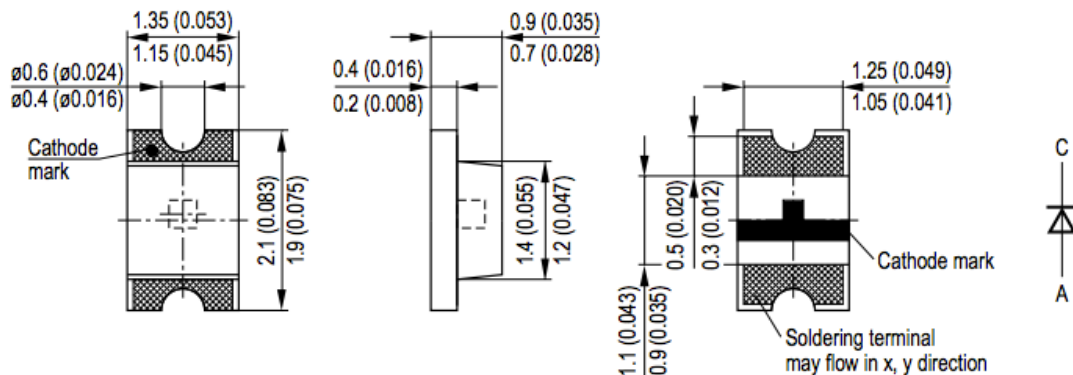 1.35 (0.053)
1.15 (0.045)
ø0.6 (ø0.024)
ø0.4 (ø0.016)
Cathode
mark
2.1 (0.083)
1.9 (0.075)
0.9 (0.035)
0.7 (0.028)
0.4 (0.016)
0.2 (0.008)
1.4 (0.055)
1.2 (0.047)
1.25 (0.049)
1.05 (0.041)
0.5 (0.020)
0.3 (0.012)
1.1 (0.043)
0.9 (0.035)
Cathode mark
Soldering terminal
may flow in x, y direction
C
A